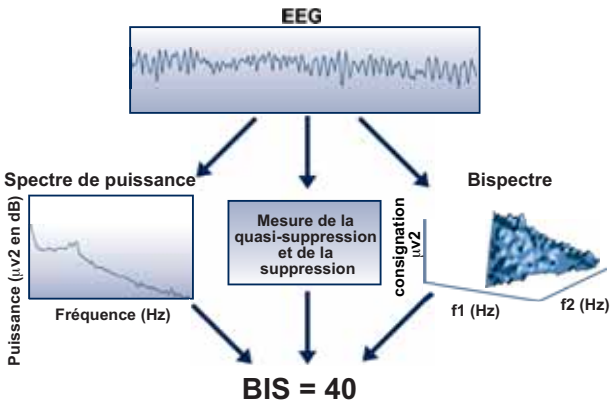 EEG
Spectre de puissance
Puissance (μv2 en dB)
Fréquence (Hz)
Mesure de la
quasi-suppression
et de la
suppression
Bispectre
consignation
μv2
f1 (Hz)
f2 (Hz)
BIS = 40